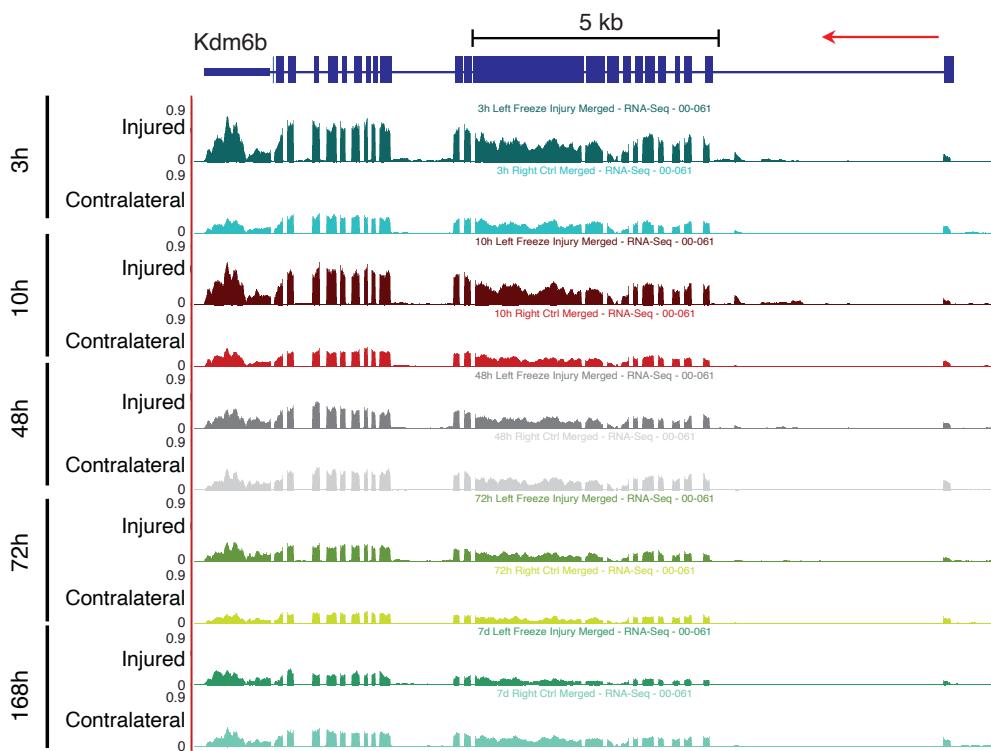 5 kb
Kdm6b
3h
Injured
0.9
0
3h Left Freeze Injury Merged - RNA-Seq - 00-061
Contralateral
0.9
0
3h Right Ctrl Merged - RNA-Seq - 00-061
10h
Injured
0.9
0
10h Left Freeze Injury Merged - RNA-Seq - 00-061
Contralateral
0.9
0
10h Right Ctrl Merged - RNA-Seq - 00-061
48h
Injured
0.9
0
48h Left Freeze Injury Merged - RNA-Seq - 00-061
Contralateral
0.9
0
48h Right Ctrl Merged - RNA-Seq - 00-061
72h
Injured
0.9
0
72h Left Freeze Injury Merged - RNA-Seq - 00-061
Contralateral
0.9
0
72h Right Ctrl Merged - RNA-Seq - 00-061
168h
Injured
0.9
0
7d Left Freeze Injury Merged - RNA-Seq - 00-061
Contralateral
0.9
0
7d Right Ctrl Merged - RNA-Seq - 00-061